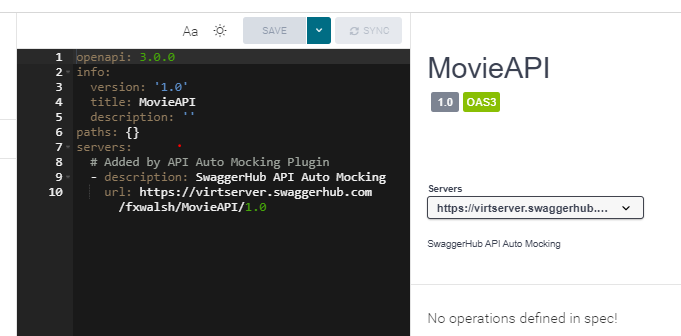 Aa SAVE SYNC
1 openapi: 3.0.0
2 info:
3 version: '1.0'
4 title: MovieAPI
5 description: ''
6 paths: {}
7 servers:
8 # Added by API Auto Mocking Plugin
9 - description: SwaggerHub API Auto Mocking
10 url: https://virtserver.swaggerhub.com
/fxwalsh/MovieAPI/1.0
MovieAPI
1.0 OAS3
Servers
https://virtserver.swaggerhub....
SwaggerHub API Auto Mocking
No operations defined in spec!